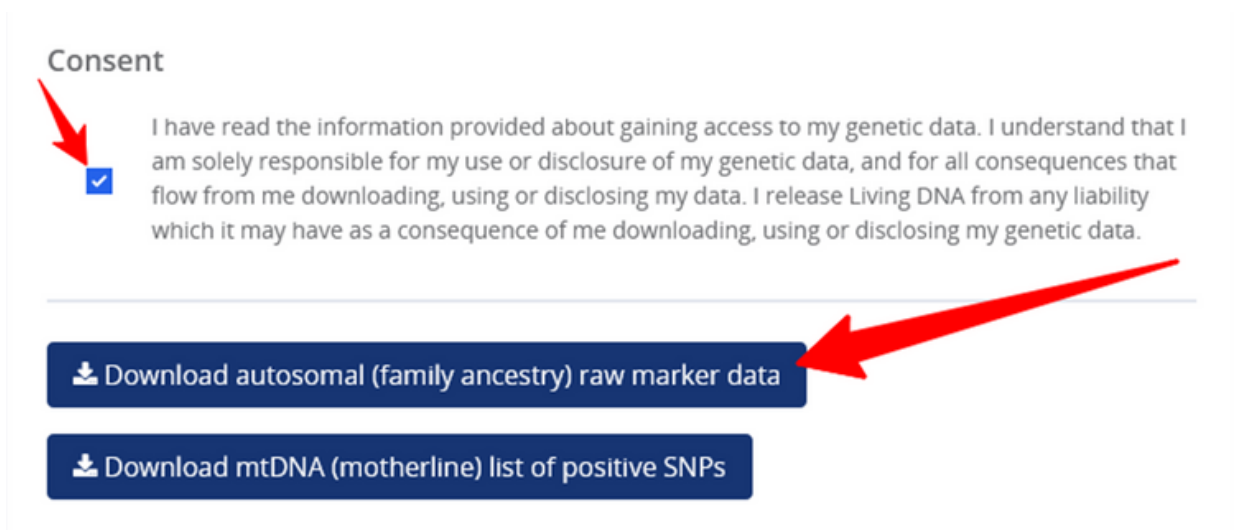 Consent
I have read the information provided about gaining access to my genetic data. I understand that I
am solely responsible for my use or disclosure of my genetic data, and for all consequences that
flow from me downloading, using or disclosing my data. I release Living DNA from any liability
which it may have as a consequence of me downloading, using or disclosing my genetic data.
Download autosomal (family ancestry) raw marker data
Download mtDNA (motherline) list of positive SNPs